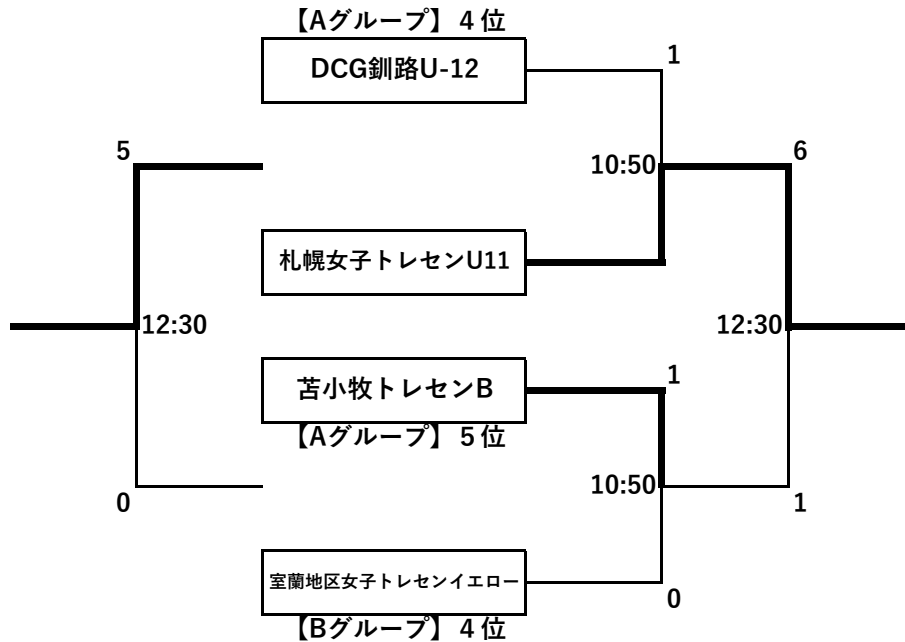 【Aグループ】４位
DCG釧路U-12
1
5
10:50
6
札幌女子トレセンU11
12:30
12:30
苫小牧トレセンB
1
【Aグループ】５位
10:50
0
1
室蘭地区女子トレセンイエロー
0
【Bグループ】４位